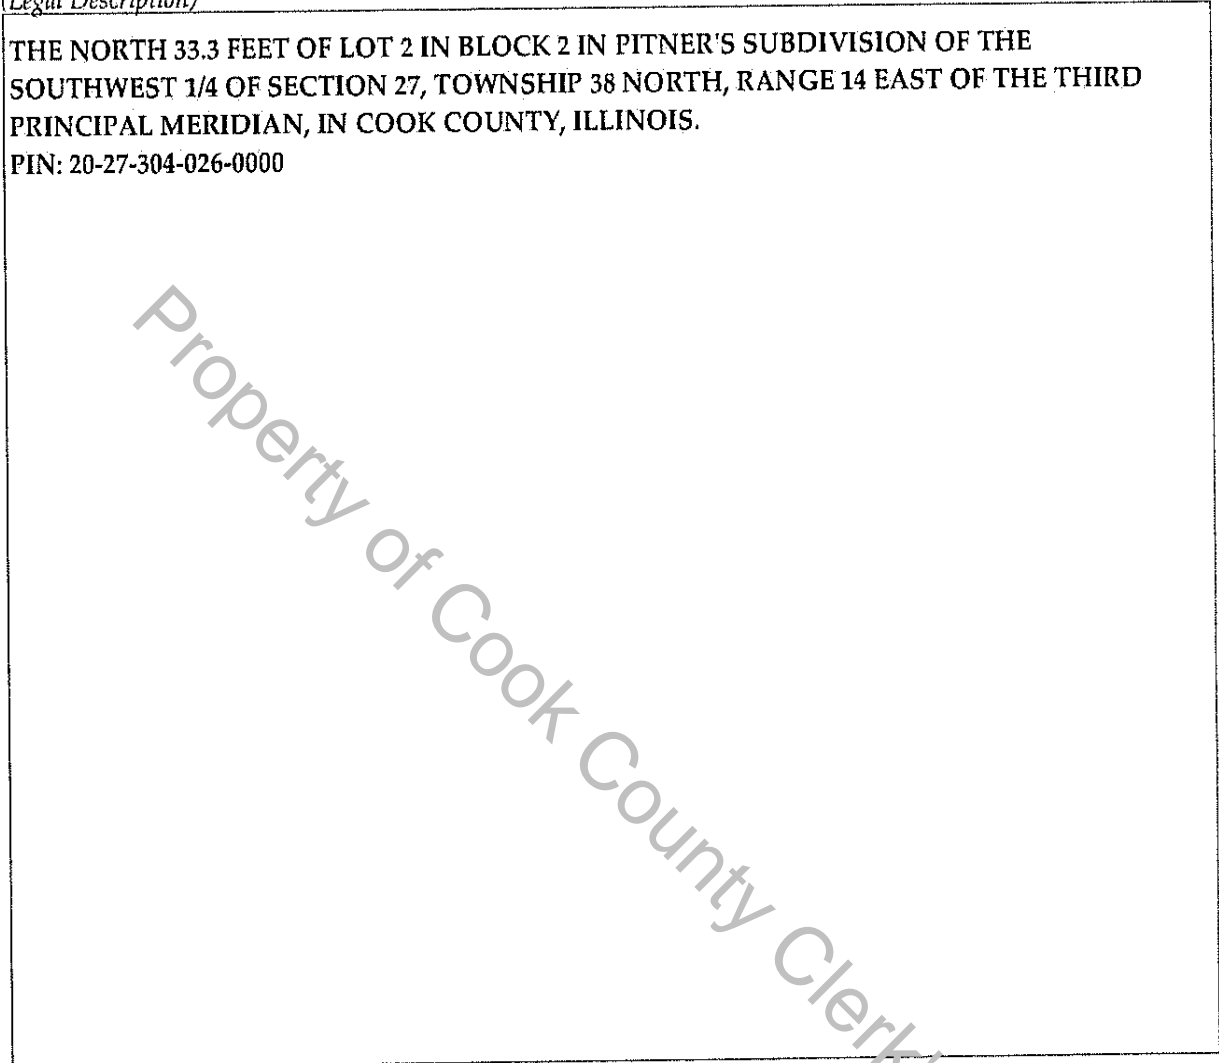 (Legal Description)
THE NORTH 33.3 FEET OF LOT 2 IN BLOCK 2 IN PITNER'S SUBDIVISION OF THE
SOUTHWEST 1/4 OF SECTION 27, TOWNSHIP 38 NORTH, RANGE 14 EAST OF THE THIRD
PRINCIPAL MERIDIAN, IN COOK COUNTY, ILLINOIS.
PIN: 20-27-304-026-0000
Property of Cook County Clerk'